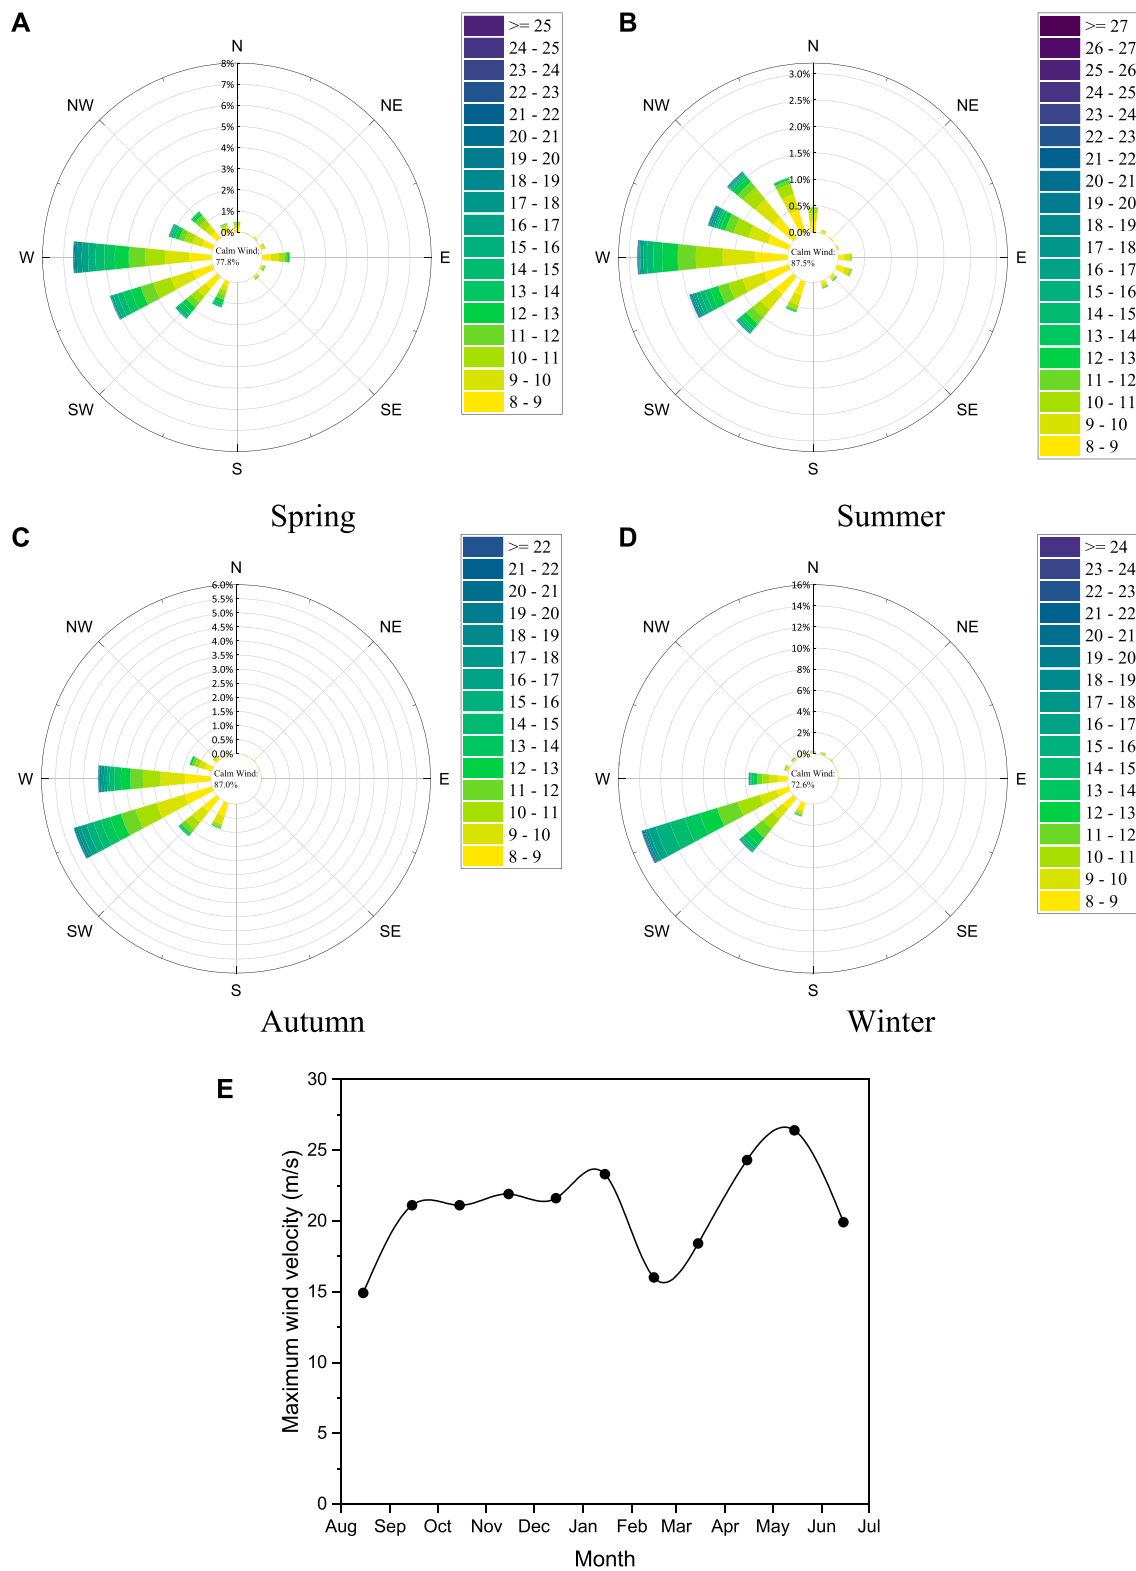 A
N
NE
E
SE
S
SW
W
NW
8%
7%
6%
5%
4%
3%
2%
1%
0%
Calm Wind:
77.8%
>= 25
24 - 25
23 - 24
22 - 23
21 - 22
20 - 21
19 - 20
18 - 19
17 - 18
16 - 17
15 - 16
14 - 15
13 - 14
12 - 13
11 - 12
10 - 11
9 - 10
8 - 9
Spring
B
N
NE
E
SE
S
SW
W
NW
3.0%
2.5%
2.0%
1.5%
1.0%
0.5%
0.0%
Calm Wind:
87.5%
>= 27
26 - 27
25 - 26
24 - 25
23 - 24
22 - 23
21 - 22
20 - 21
19 - 20
18 - 19
17 - 18
16 - 17
15 - 16
14 - 15
13 - 14
12 - 13
11 - 12
10 - 11
9 - 10
8 - 9
Summer
C
N
NE
E
SE
S
SW
W
NW
6.0%
5.5%
5.0%
4.5%
4.0%
3.5%
3.0%
2.5%
2.0%
1.5%
1.0%
0.5%
0.0%
Calm Wind:
87.0%
>= 22
21 - 22
20 - 21
19 - 20
18 - 19
17 - 18
16 - 17
15 - 16
14 - 15
13 - 14
12 - 13
11 - 12
10 - 11
9 - 10
8 - 9
Autumn
D
N
NE
E
SE
S
SW
W
NW
16%
14%
12%
10%
8%
6%
4%
2%
0%
Calm Wind:
72.6%
>= 24
23 - 24
22 - 23
21 - 22
20 - 21
19 - 20
18 - 19
17 - 18
16 - 17
15 - 16
14 - 15
13 - 14
12 - 13
11 - 12
10 - 11
9 - 10
8 - 9
Winter
E
Maximum wind velocity (m/s)
30
25
20
15
10
5
0
Aug Sep Oct Nov Dec Jan Feb Mar Apr May Jun Jul
Month